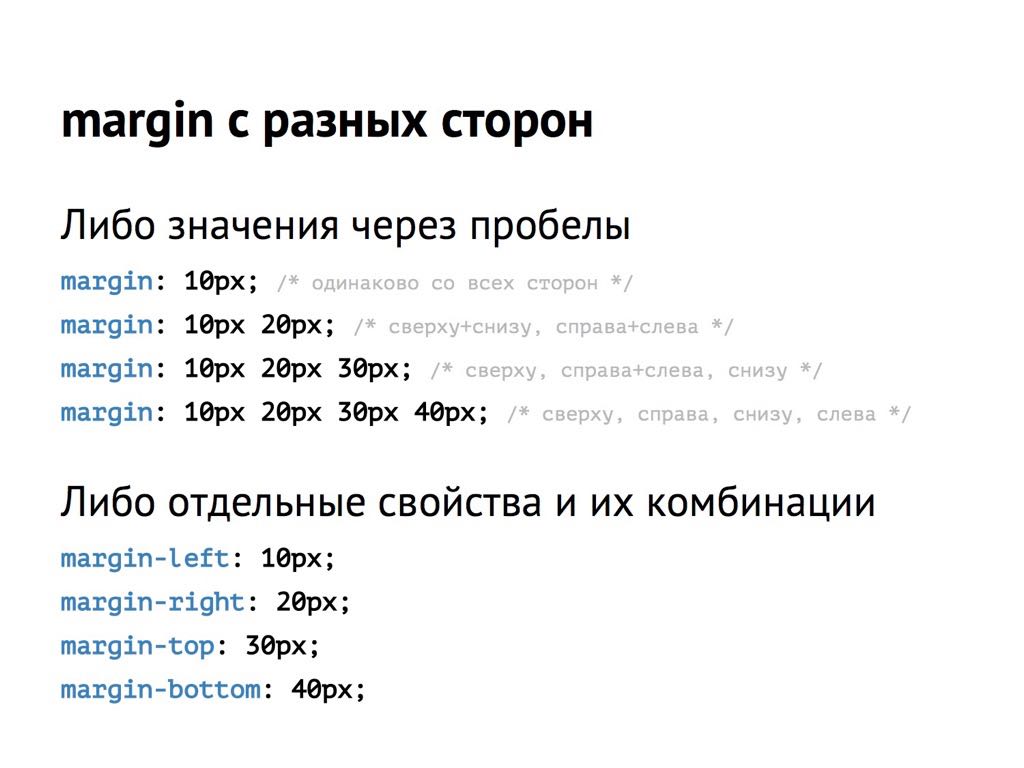 margin с разных сторон
Либо значения через пробелы
margin: 10px; /* одинаково со всех сторон */
margin: 10px 20px; /* сверху+снизу, справа+слева */
margin: 10px 20px 30px; /* сверху, справа+слева, снизу */
margin: 10px 20px 30px 40px; /* сверху, справа, снизу, слева */
Либо отдельные свойства и их комбинации
margin-left: 10px;
margin-right: 20px;
margin-top: 30px;
margin-bottom: 40px;